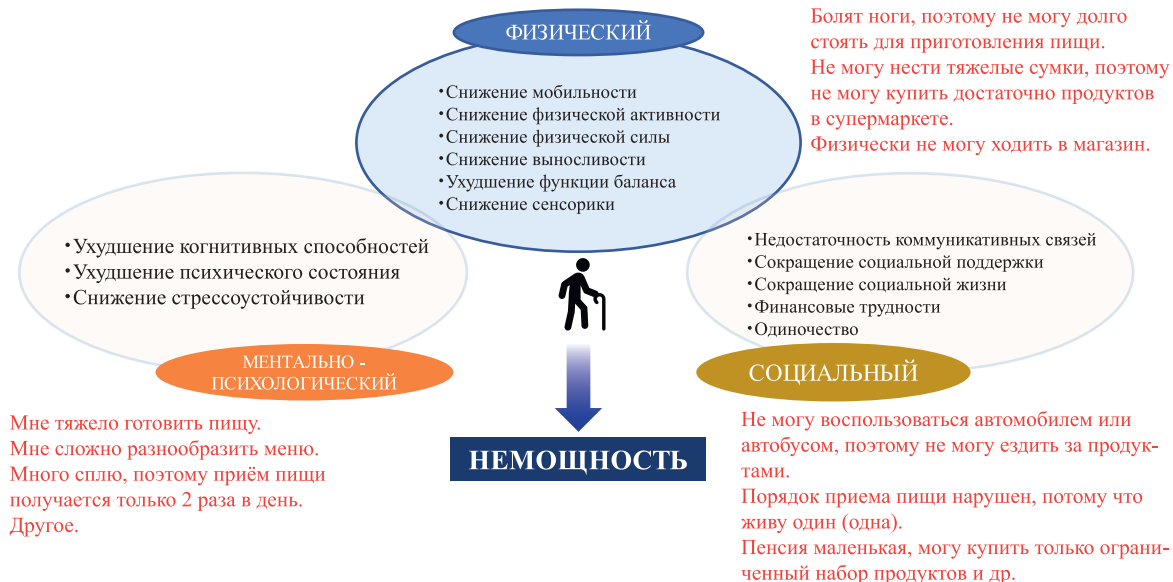 ФИЗИЧЕСКИЙ
·Снижение мобильности
·Снижение физической активности
·Снижение физической силы
·Снижение выносливости
·Ухудшение функции баланса
·Снижение сенсорики
Болят ноги, поэтому не могу долго
стоять для приготовления пищи.
Не могу нести тяжелые сумки, поэтому
не могу купить достаточно продуктов
в супермаркете.
Физически не могу ходить в магазин.
·Ухудшение когнитивных способностей
·Ухудшение психического состояния
·Снижение стрессоустойчивости
МЕНТАЛЬНО -
ПСИХОЛОГИЧЕСКИЙ
Мне тяжело готовить пищу.
Мне сложно разнообразить меню.
Много сплю, поэтому приём пищи
получается только 2 раза в день.
Другое.
·Недостаточность коммуникативных связей
·Сокращение социальной поддержки
·Сокращение социальной жизни
·Финансовые трудности
·Одиночество
СОЦИАЛЬНЫЙ
Не могу воспользоваться автомобилем или
автобусом, поэтому не могу ездить за продук-
тами.
Порядок приема пищи нарушен, потому что
живу один (одна).
Пенсия маленькая, могу купить только ограни-
ченный набор продуктов и др.
НЕМОЩНОСТЬ